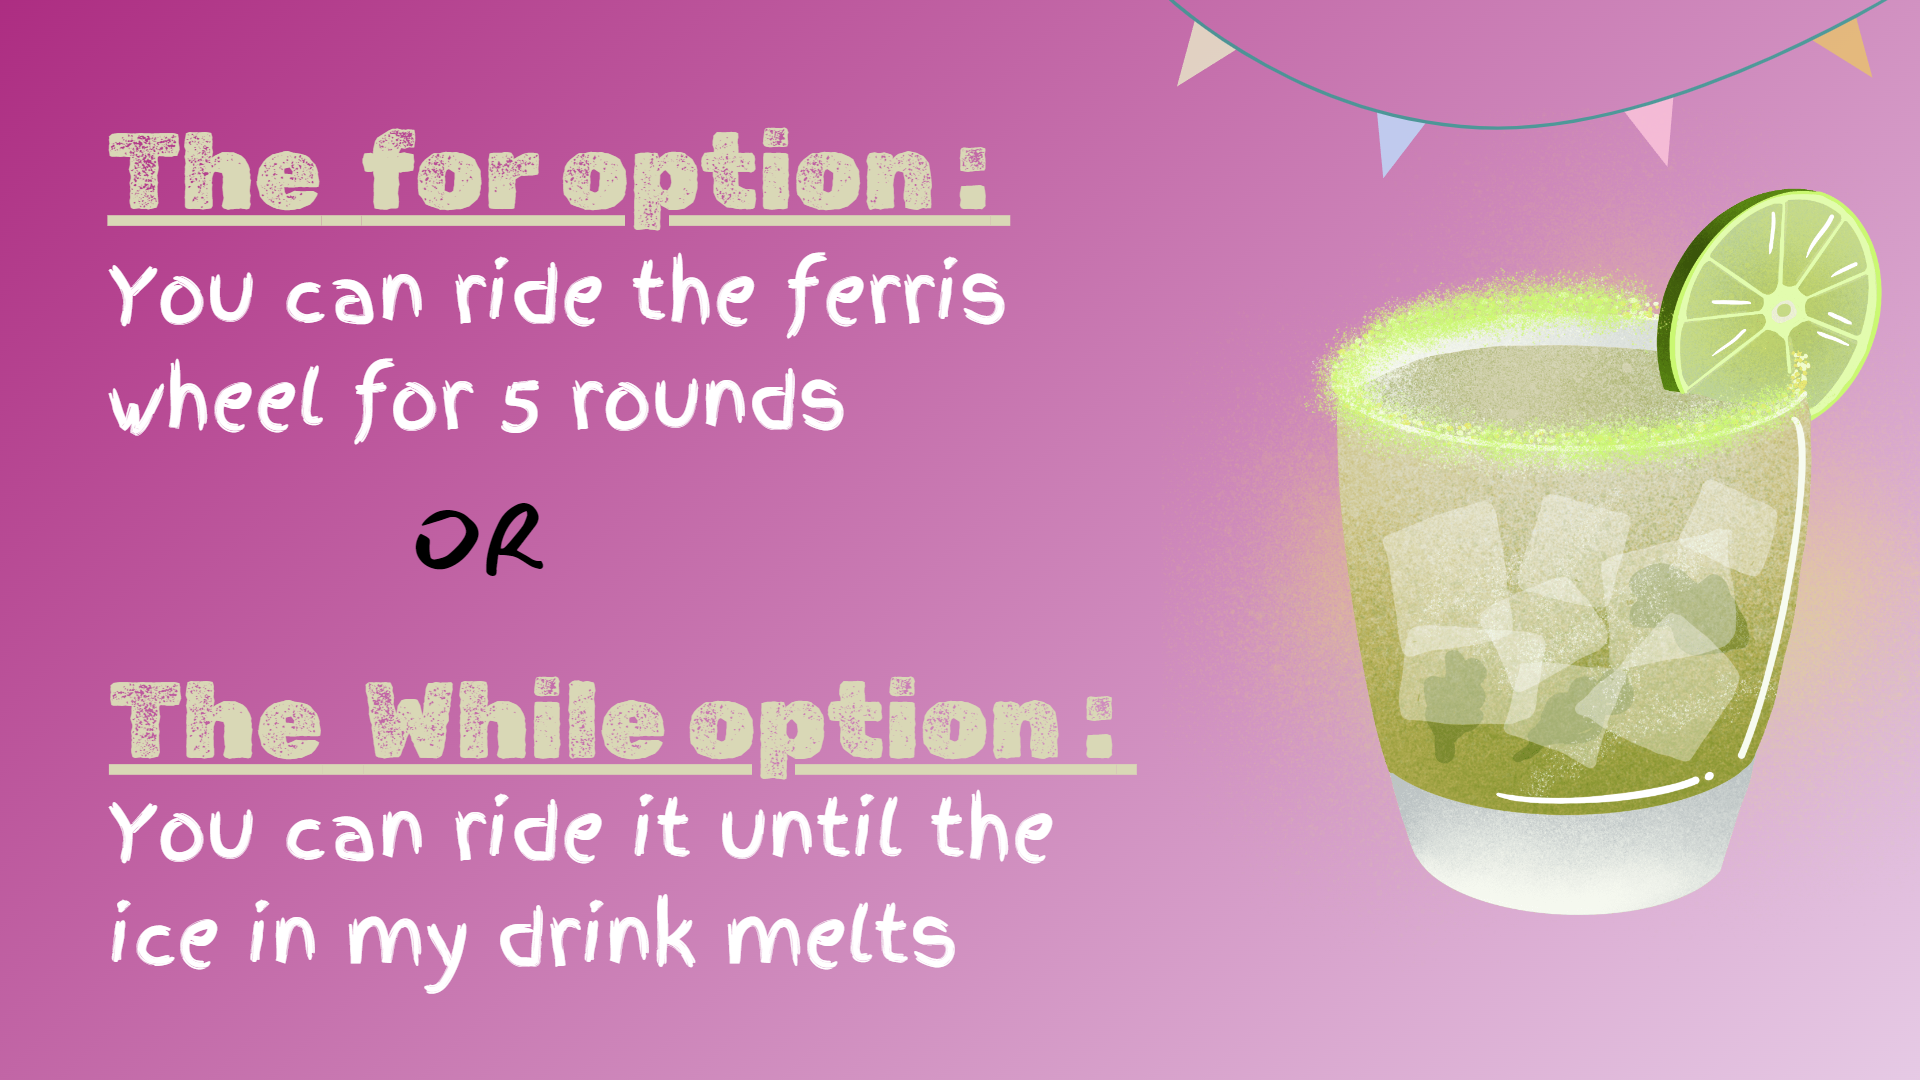 The for option :
You can ride the ferris
wheel for 5 rounds
OR
The While option :
You can ride it until the
ice in my drink melts